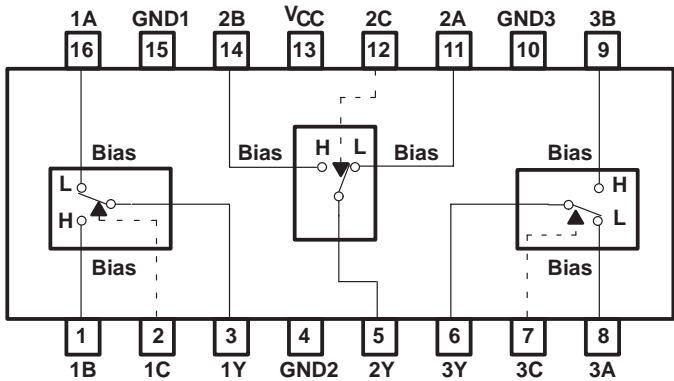 1A GND1 2B VCC 2C 2A GND3 3B
16 15 14 13 12 11 10 9
Bias Bias H L Bias Bias
L H
H L
Bias Bias
1 2 3 4 5 6 7 8
1B 1C 1Y GND2 2Y 3Y 3C 3A